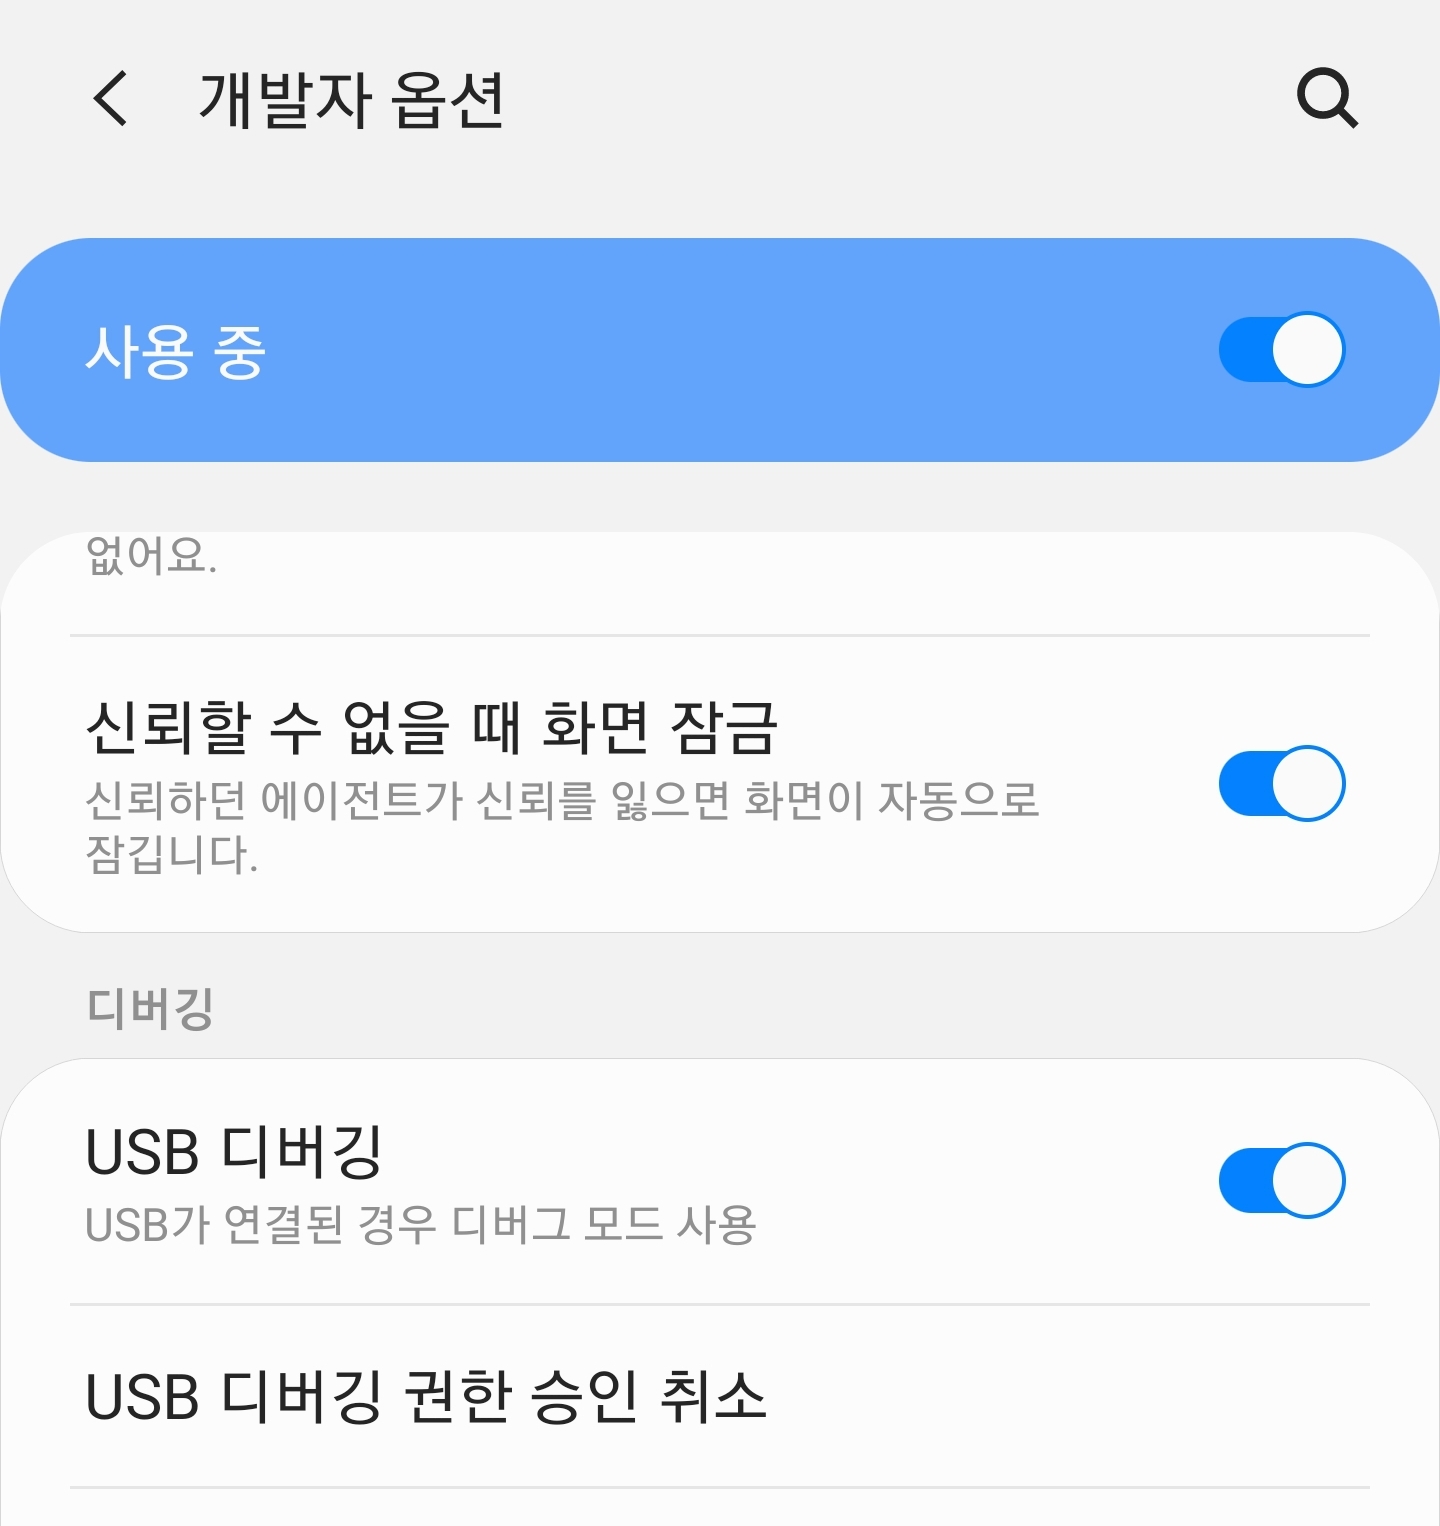 개발자 옵션
사용 중
없어요.
신뢰할 수 없을 때 화면 잠금
신뢰하던 에이전트가 신뢰를 잃으면 화면이 자동으로
잠깁니다.
디버깅
USB 디버깅
USB가 연결된 경우 디버그 모드 사용
USB 디버깅 권한 승인 취소